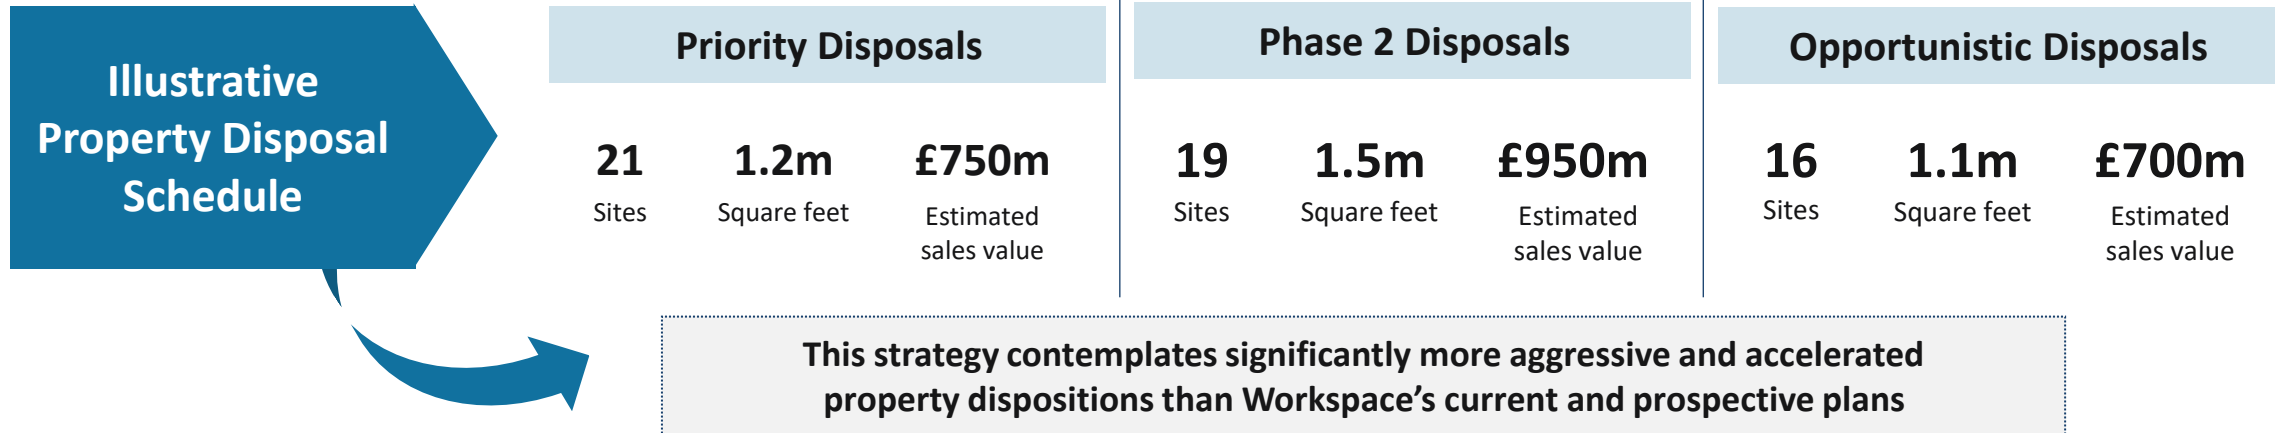 Illustrative
Property Disposal
Schedule
Priority Disposals
21
Sites
1.2m
Square feet
£750m
Estimated
sales value
Phase 2 Disposals
19
Sites
1.5m
Square feet
£950m
Estimated
sales value
Opportunistic Disposals
16
Sites
1.1m
Square feet
£700m
Estimated
sales value
This strategy contemplates significantly more aggressive and accelerated
property dispositions than Workspace’s current and prospective plans